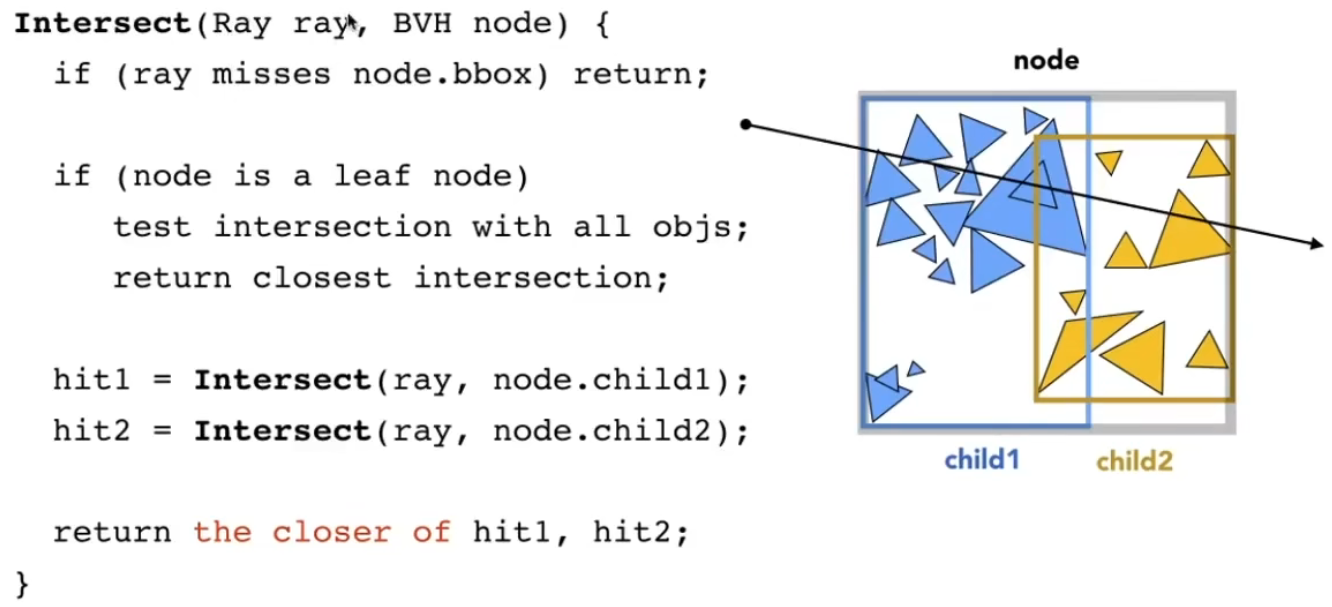 Intersect(Ray ray, BVH node) {
if (ray misses node.bbox) return;
if (node is a leaf node)
test intersection with all objs;
return closest intersection;
hit1 = Intersect(ray, node.child1);
hit2 = Intersect(ray, node.child2);
return the closer of hit1, hit2;
}
node
child1
child2